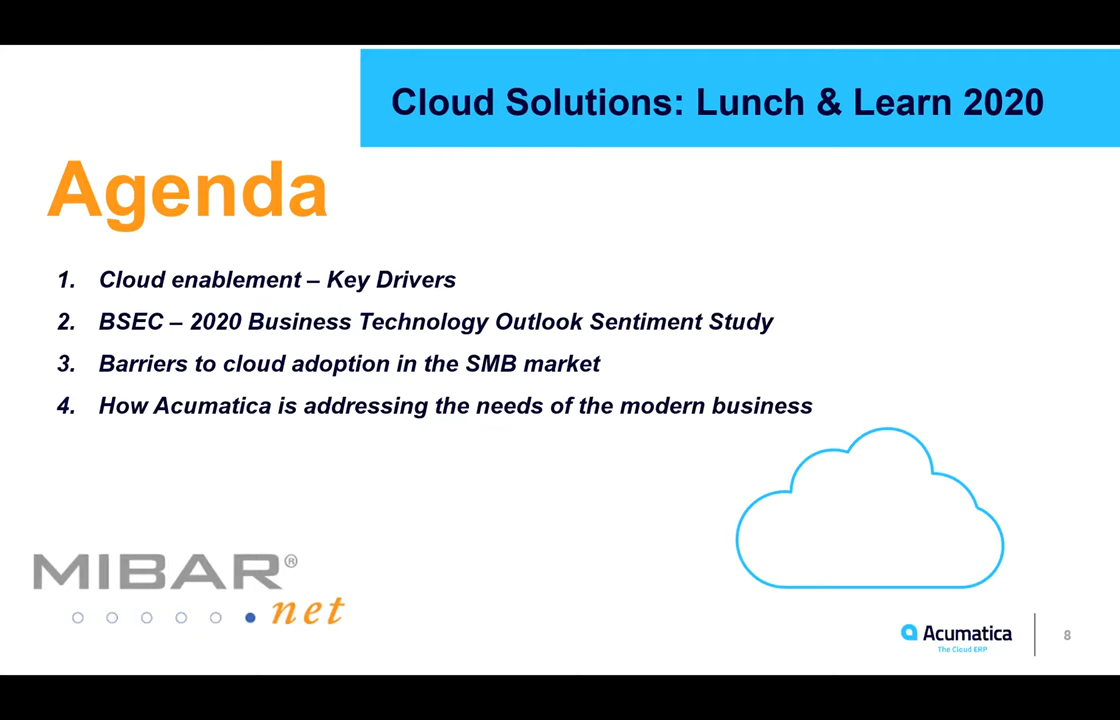 Cloud Solutions: Lunch & Learn 2020
Agenda
1. Cloud enablement – Key Drivers
2. BSEC – 2020 Business Technology Outlook Sentiment Study
3. Barriers to cloud adoption in the SMB market
4. How Acumatica is addressing the needs of the modern business
MIBAR®
net
Acumatica
The Cloud ERP
8